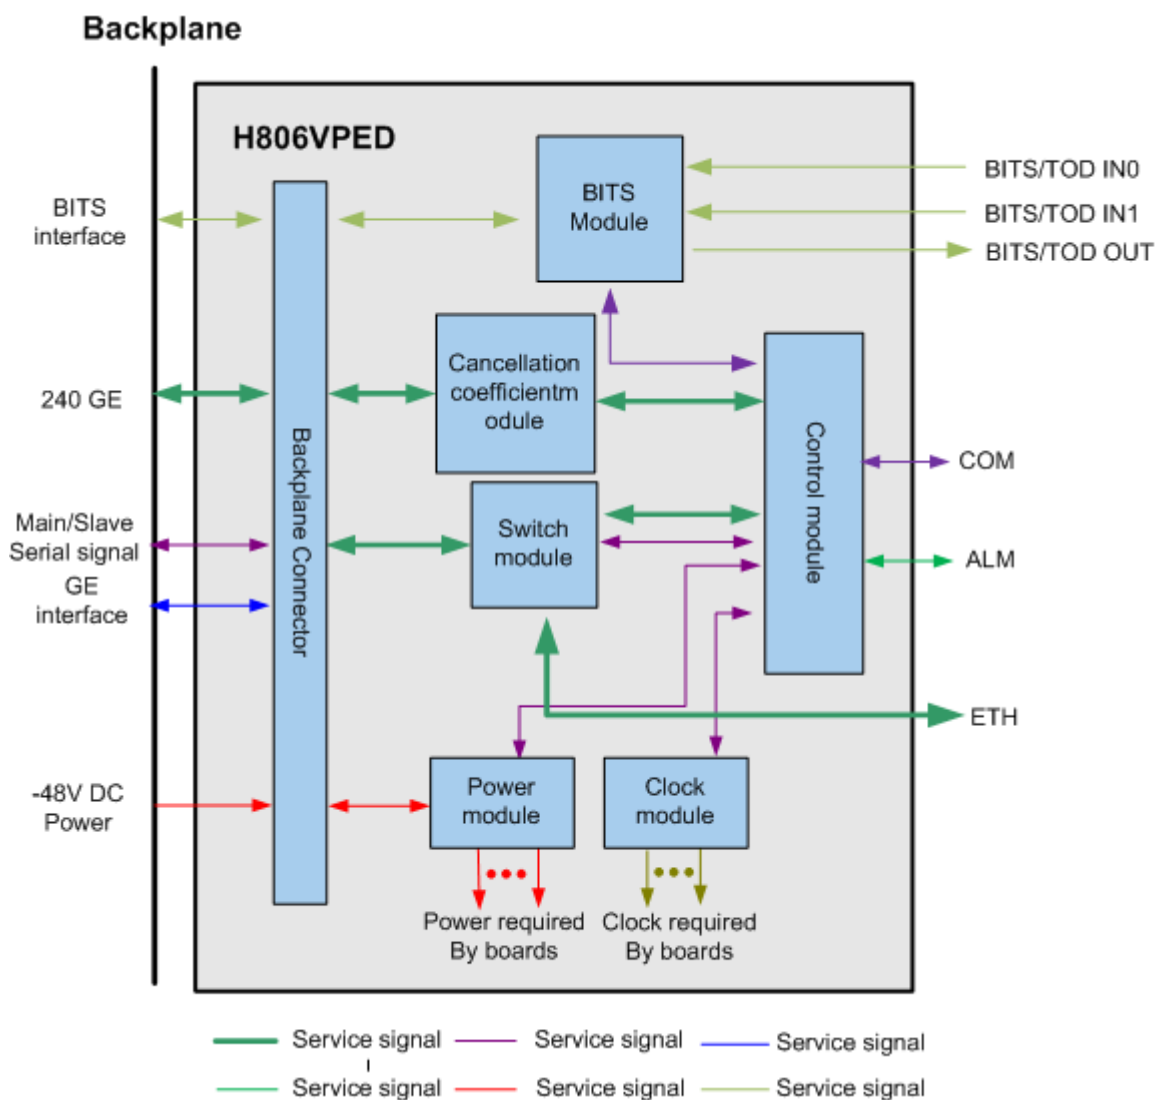 Backplane
H806VPED
BITS
Module
BITS/TOD IN0
BITS/TOD IN1
BITS/TOD OUT
BITS
interface
Cancellation
coefficientm
odule
240 GE
Backplane Connector
Control module
COM
Main/Slave
Serial signal
GE
interface
Switch
module
ALM
ETH
-48V DC
Power
Power
module
Clock
module
Power required
By boards
Clock required
By boards
Service signal
Service signal
Service signal
Service signal
Service signal
Service signal